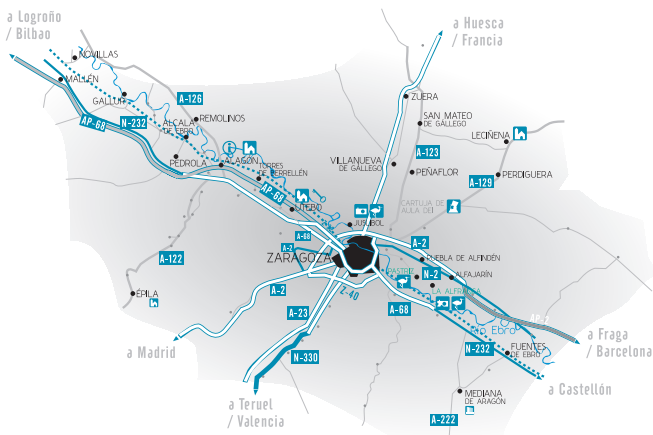 a Logroño
/ Bilbao
a Huesca
/ Francia
NOVILLAS
MALLÉN
GALLUR
A-126
ZUERA
AP-68
N-232
ALCALA
DE EBRO
REMOLINOS
SAN MATEO
DE GÁLLEGO
LECIÑENA
PEDROLA
ALAGÓN
TORRES
DE BERRELLÉN
VILLANUEVA
DE GÁLLEGO
A-123
PEÑAFLOR
A-129
PERDIGUERA
AP-68
UTEBO
CARTUJA DE
AULA DEI
JUSLIBOL
A-68
A-2
A-2
A-122
ZARAGOZA
PUEBLA DE ALFINDÉN
N-2
PASTRIZ
ALFAJARÍN
LA ALFRANCA
ÉPILA
A-2
Z-40
A-68
A-23
AP-2
Río Ebro
a Madrid
N-330
N-232
FUENTES
DE EBRO
a Fraga
/ Barcelona
a Castellón
MEDIANA
DE ARAGÓN
a Teruel
/ Valencia
A-222